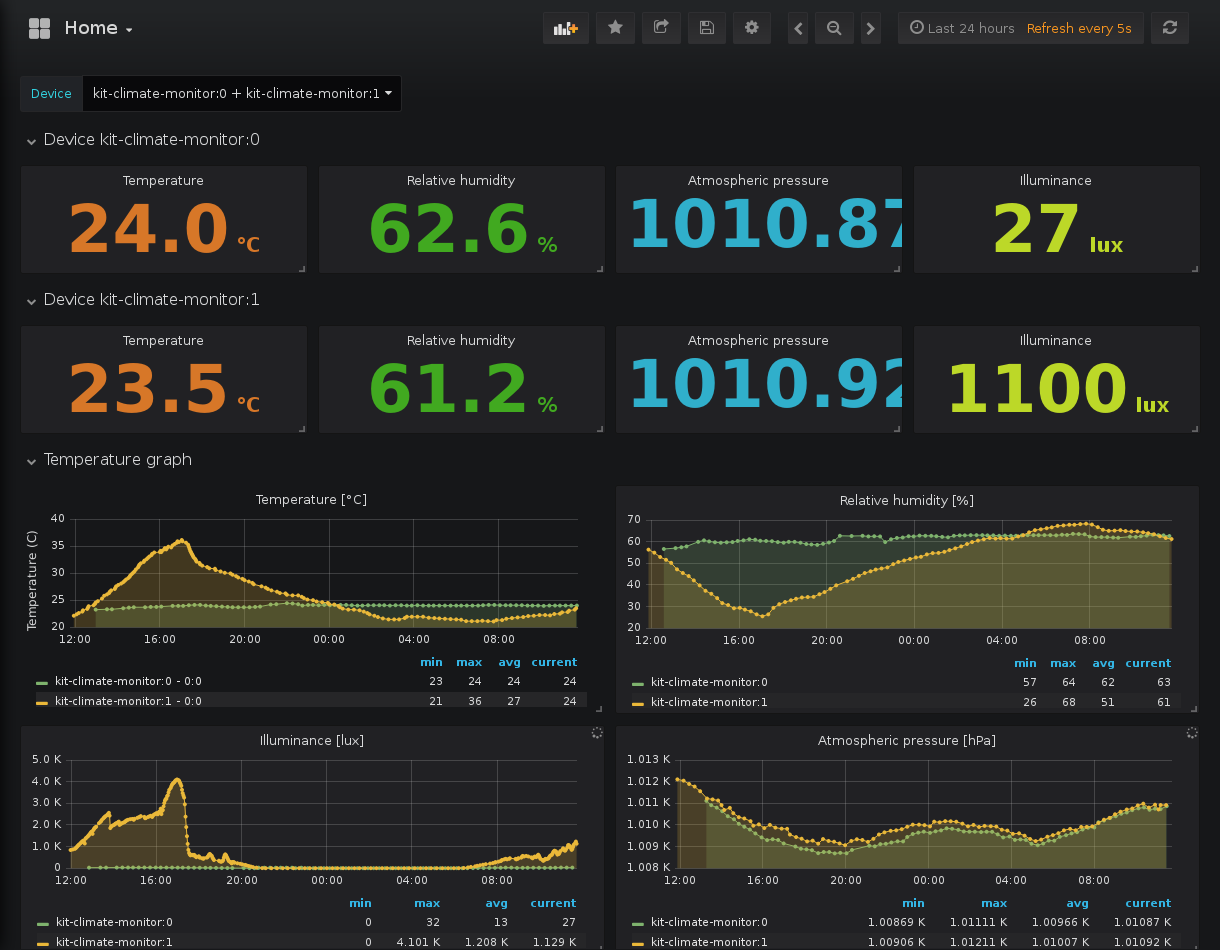 Home
Last 24 hours Refresh every 5s
Device kit-climate-monitor:0 + kit-climate-monitor:1
Device kit-climate-monitor:0
Temperature Relative humidity Atmospheric pressure Illuminance
24.0 °C 62.6 % 1010.87 27 lux
Device kit-climate-monitor:1
Temperature Relative humidity Atmospheric pressure Illuminance
23.5 °C 61.2 % 1010.92 1100 lux
Temperature graph
Temperature [°C]
Temperature (C)
40
35
30
25
20
12:00 16:00 20:00 00:00 04:00 08:00
min max avg current
kit-climate-monitor:0 - 0:0 23 24 24 24
kit-climate-monitor:1 - 0:0 21 36 27 24
Relative humidity [%]
70
60
50
40
30
20
12:00 16:00 20:00 00:00 04:00 08:00
min max avg current
kit-climate-monitor:0 57 64 62 63
kit-climate-monitor:1 26 68 51 61
Illuminance [lux]
5.0 K
4.0 K
3.0 K
2.0 K
1.0 K
0
12:00 16:00 20:00 00:00 04:00 08:00
min max avg current
kit-climate-monitor:0 0 32 13 27
kit-climate-monitor:1 0 4.101 K 1.208 K 1.129 K
Atmospheric pressure [hPa]
1.013 K
1.012 K
1.011 K
1.010 K
1.009 K
1.008 K
12:00 16:00 20:00 00:00 04:00 08:00
min max avg current
kit-climate-monitor:0 1.00869 K 1.01111 K 1.00966 K 1.01087 K
kit-climate-monitor:1 1.00906 K 1.01211 K 1.01007 K 1.01092 K